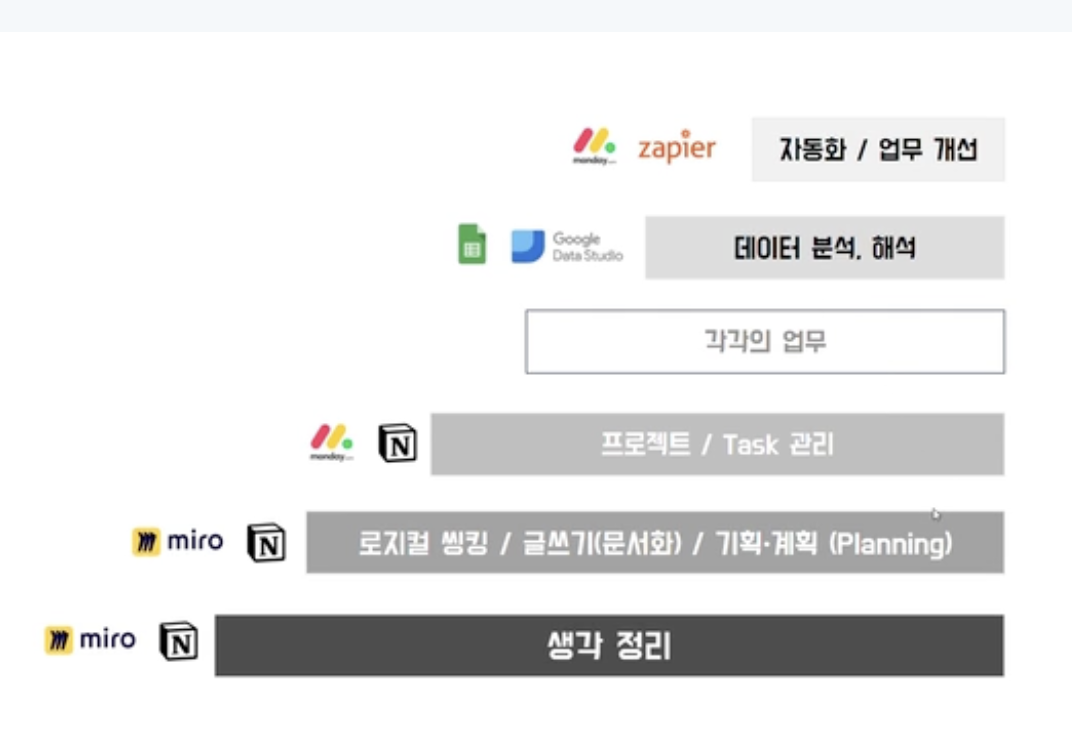 monday.com zapier 자동화 / 업무 개선
Google
Data Studio
데이터 분석, 해석
각각의 업무
monday.com N 프로젝트 / Task 관리
miro N 로지컬 씽킹 / 글쓰기(문서화) / 기획·계획 (Planning)
miro N 생각 정리